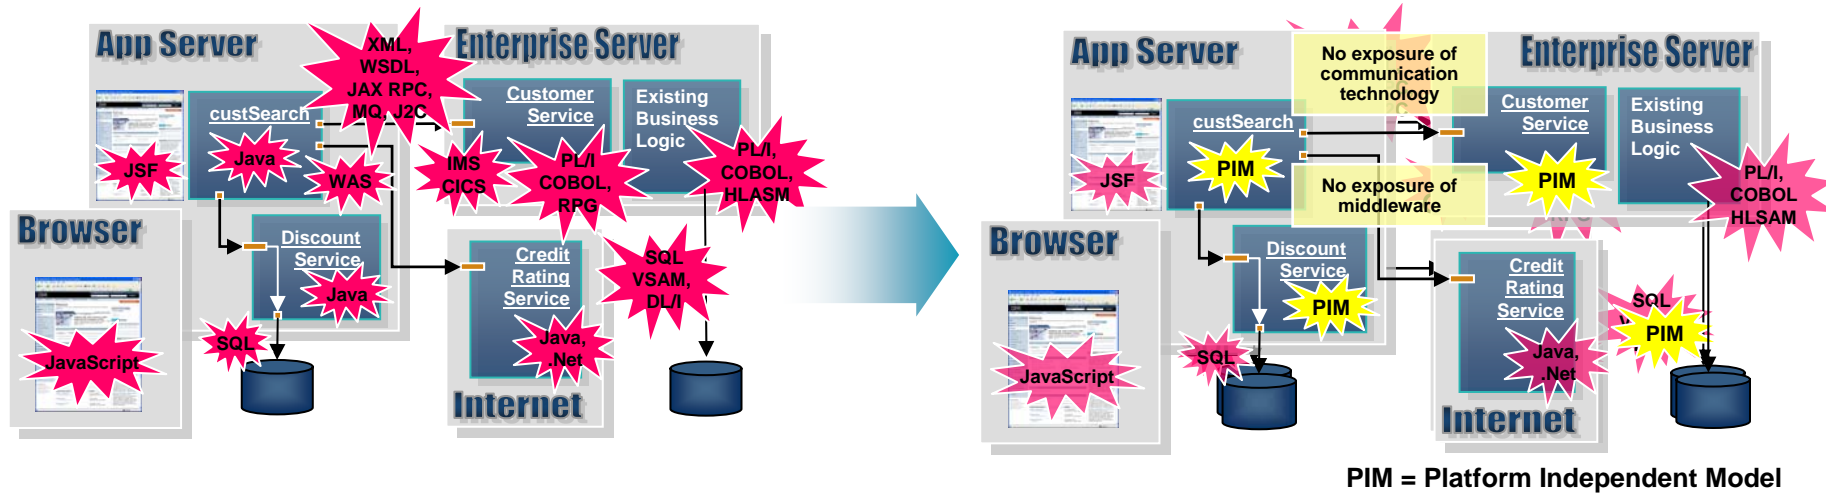 App Server
XML,
WSDL,
JAX RPC,
MQ, J2C
Enterprise Server
custSearch
Customer
Service
Existing
Business
Logic
JSF
Java
WAS
IMS
CICS
PL/I
COBOL,
RPG
PL/I,
COBOL,
HLASM
Browser
Discount
Service
Java
Credit
Rating
Service
SQL
VSAM,
DL/I
JavaScript
SQL
Java,
.Net
Internet
App Server
No exposure of
communication
technology
Enterprise Server
custSearch
Customer
Service
Existing
Business
Logic
JSF
PIM
No exposure of
middleware
PIM
PL/I,
COBOL
HLSAM
Browser
Discount
Service
PIM
Credit
Rating
Service
SQL
PIM
JavaScript
SQL
Java,
.Net
Internet
PIM = Platform Independent Model